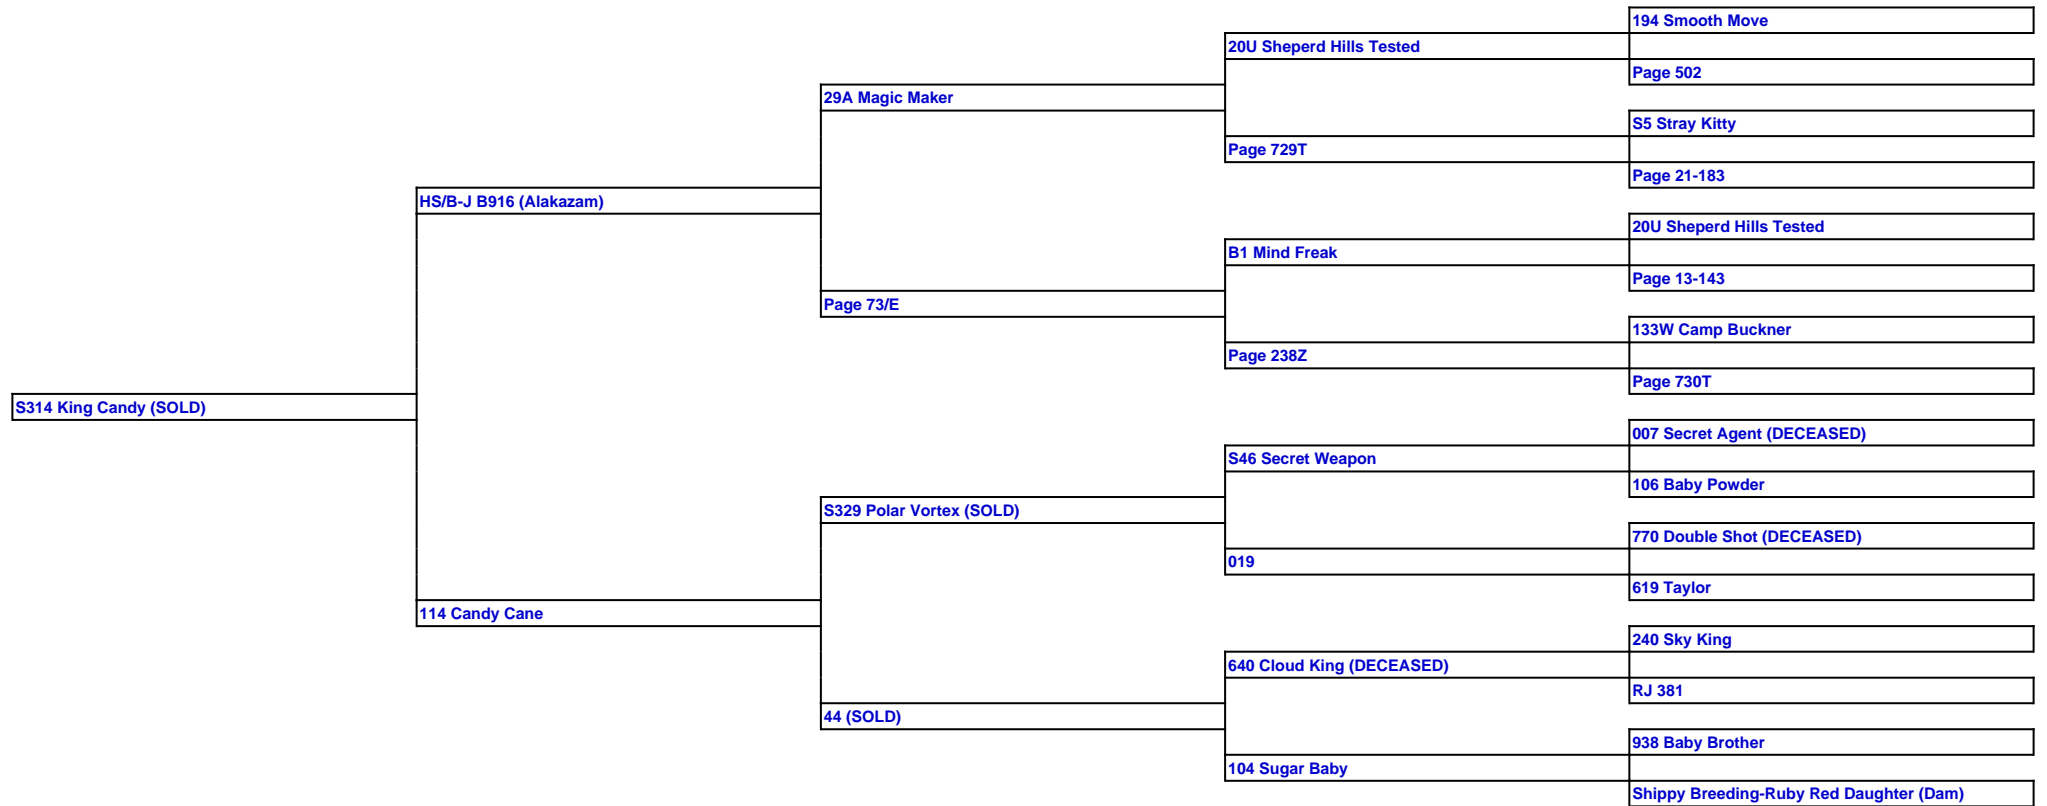 194 Smooth Move
20U Sheperd Hills Tested
Page 502
29A Magic Maker
S5 Stray Kitty
Page 729T
Page 21-183
HS/B-J B916 (Alakazam)
20U Sheperd Hills Tested
B1 Mind Freak
Page 13-143
Page 73/E
133W Camp Buckner
Page 238Z
Page 730T
S314 King Candy (SOLD)
007 Secret Agent (DECEASED)
S46 Secret Weapon
106 Baby Powder
S329 Polar Vortex (SOLD)
770 Double Shot (DECEASED)
019
619 Taylor
114 Candy Cane
240 Sky King
640 Cloud King (DECEASED)
RJ 381
44 (SOLD)
938 Baby Brother
104 Sugar Baby
Shippy Breeding-Ruby Red Daughter (Dam)